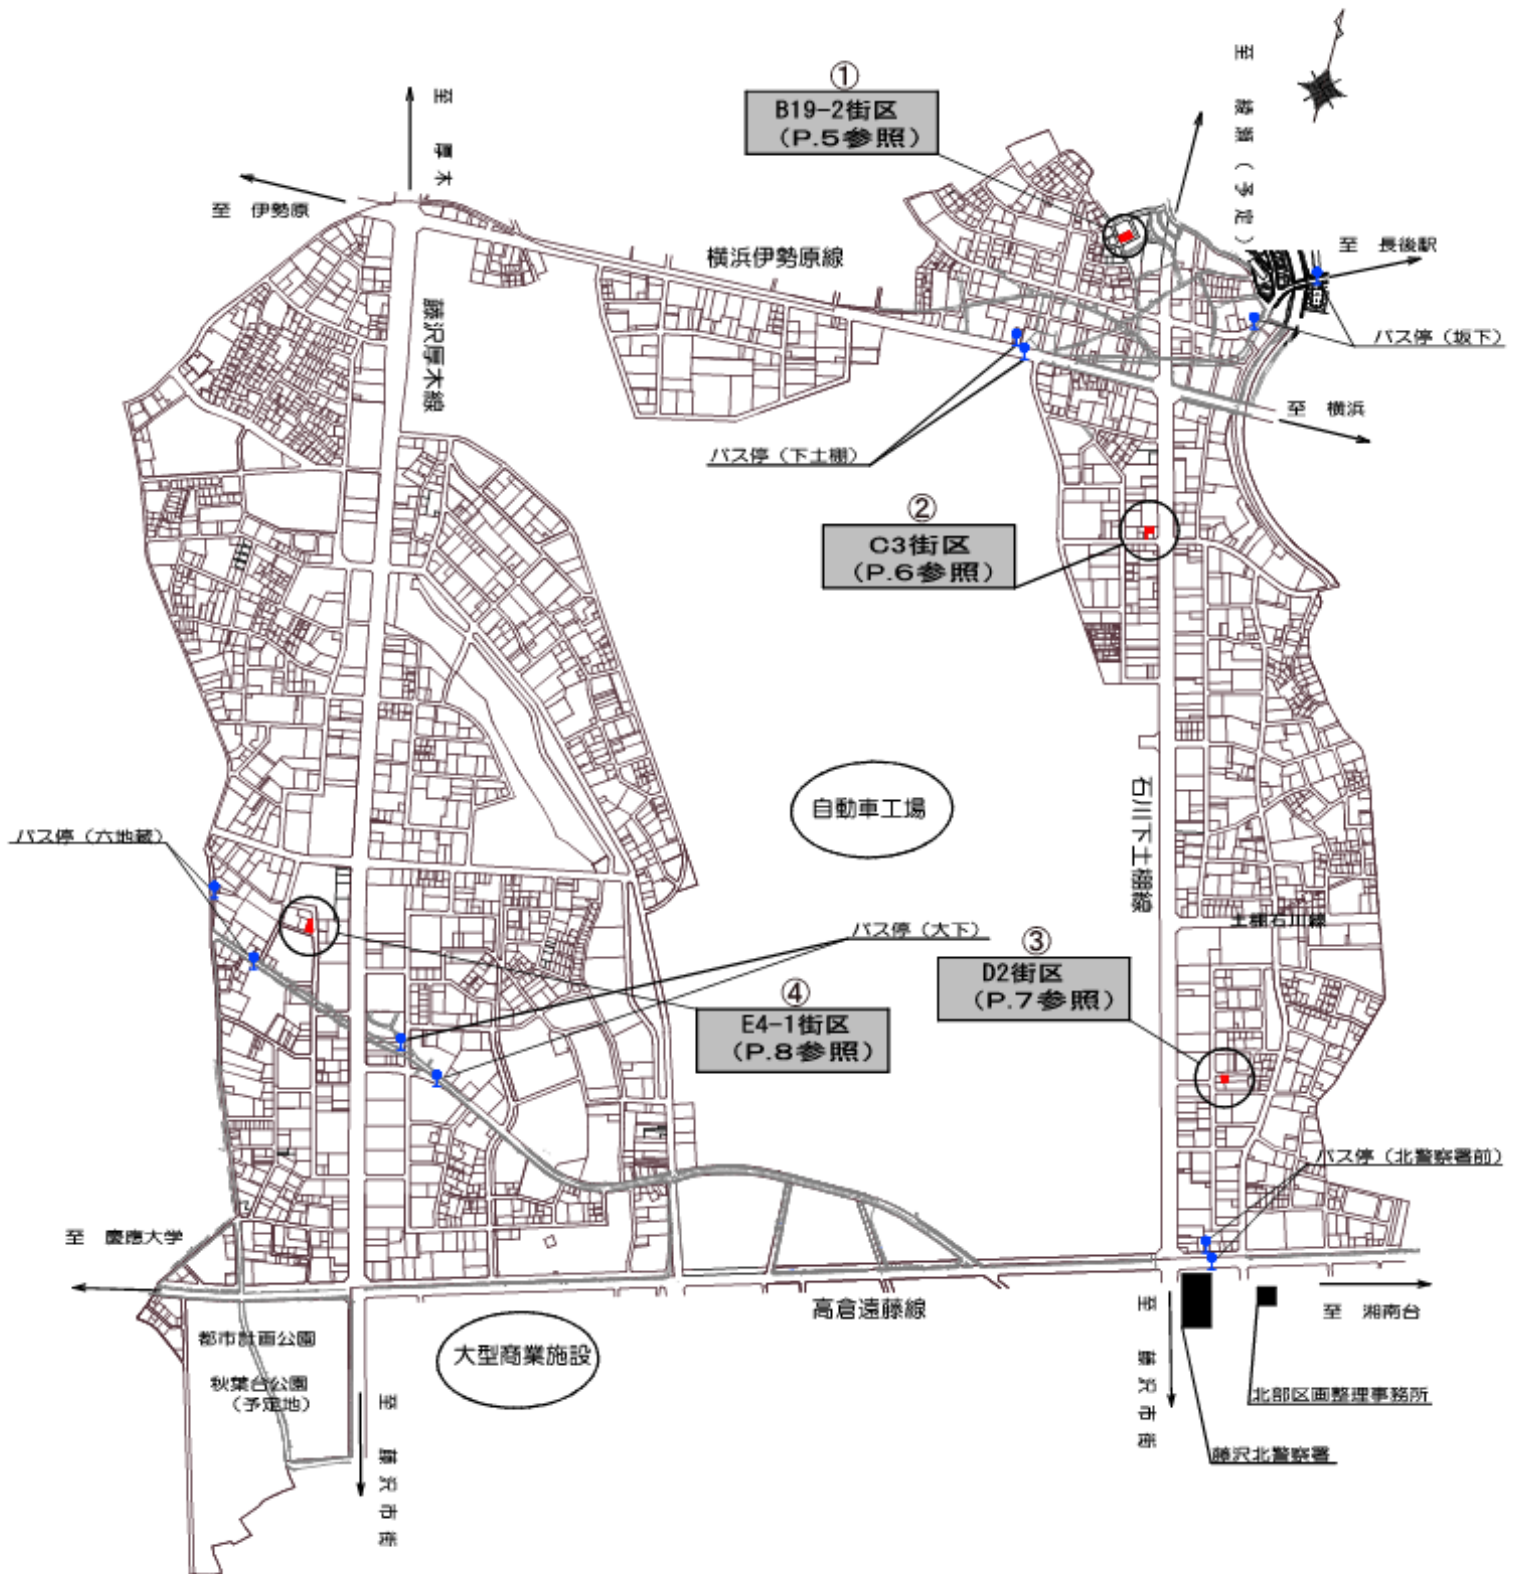 ①
B19-2街区
(P.5参照)
至 厚木
至 伊勢原
至 綾瀬(予定)
至 長後駅
横浜伊勢原線
藤沢厚木線
バス停(坂下)
至 横浜
バス停(下土棚)
②
C3街区
(P.6参照)
自動車工場
石川下土棚線
バス停(六地蔵)
土棚石川線
バス停(大下)
③
D2街区
(P.7参照)
④
E4-1街区
(P.8参照)
バス停(北警察署前)
至 慶應大学
高倉遠藤線
至 湘南台
都市計画公園
大型商業施設
秋葉台公園
(予定地)
至 藤沢市街
至 藤沢市街
北部区画整理事務所
藤沢北警察署